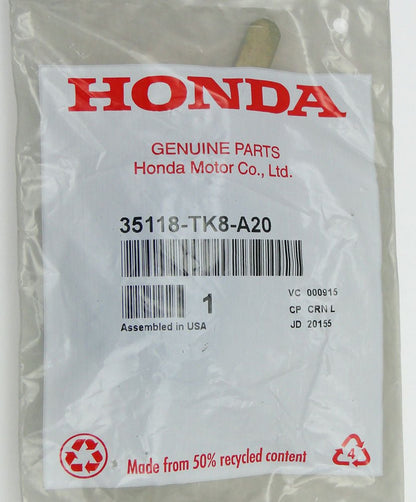 HONDA
GENUINE PARTS
Honda Motor Co., Ltd.
35118-TK8-A20
1
VC 000915
CP CRN L
Assembled in USA
JD 20155
Made from 50% recycled content
4